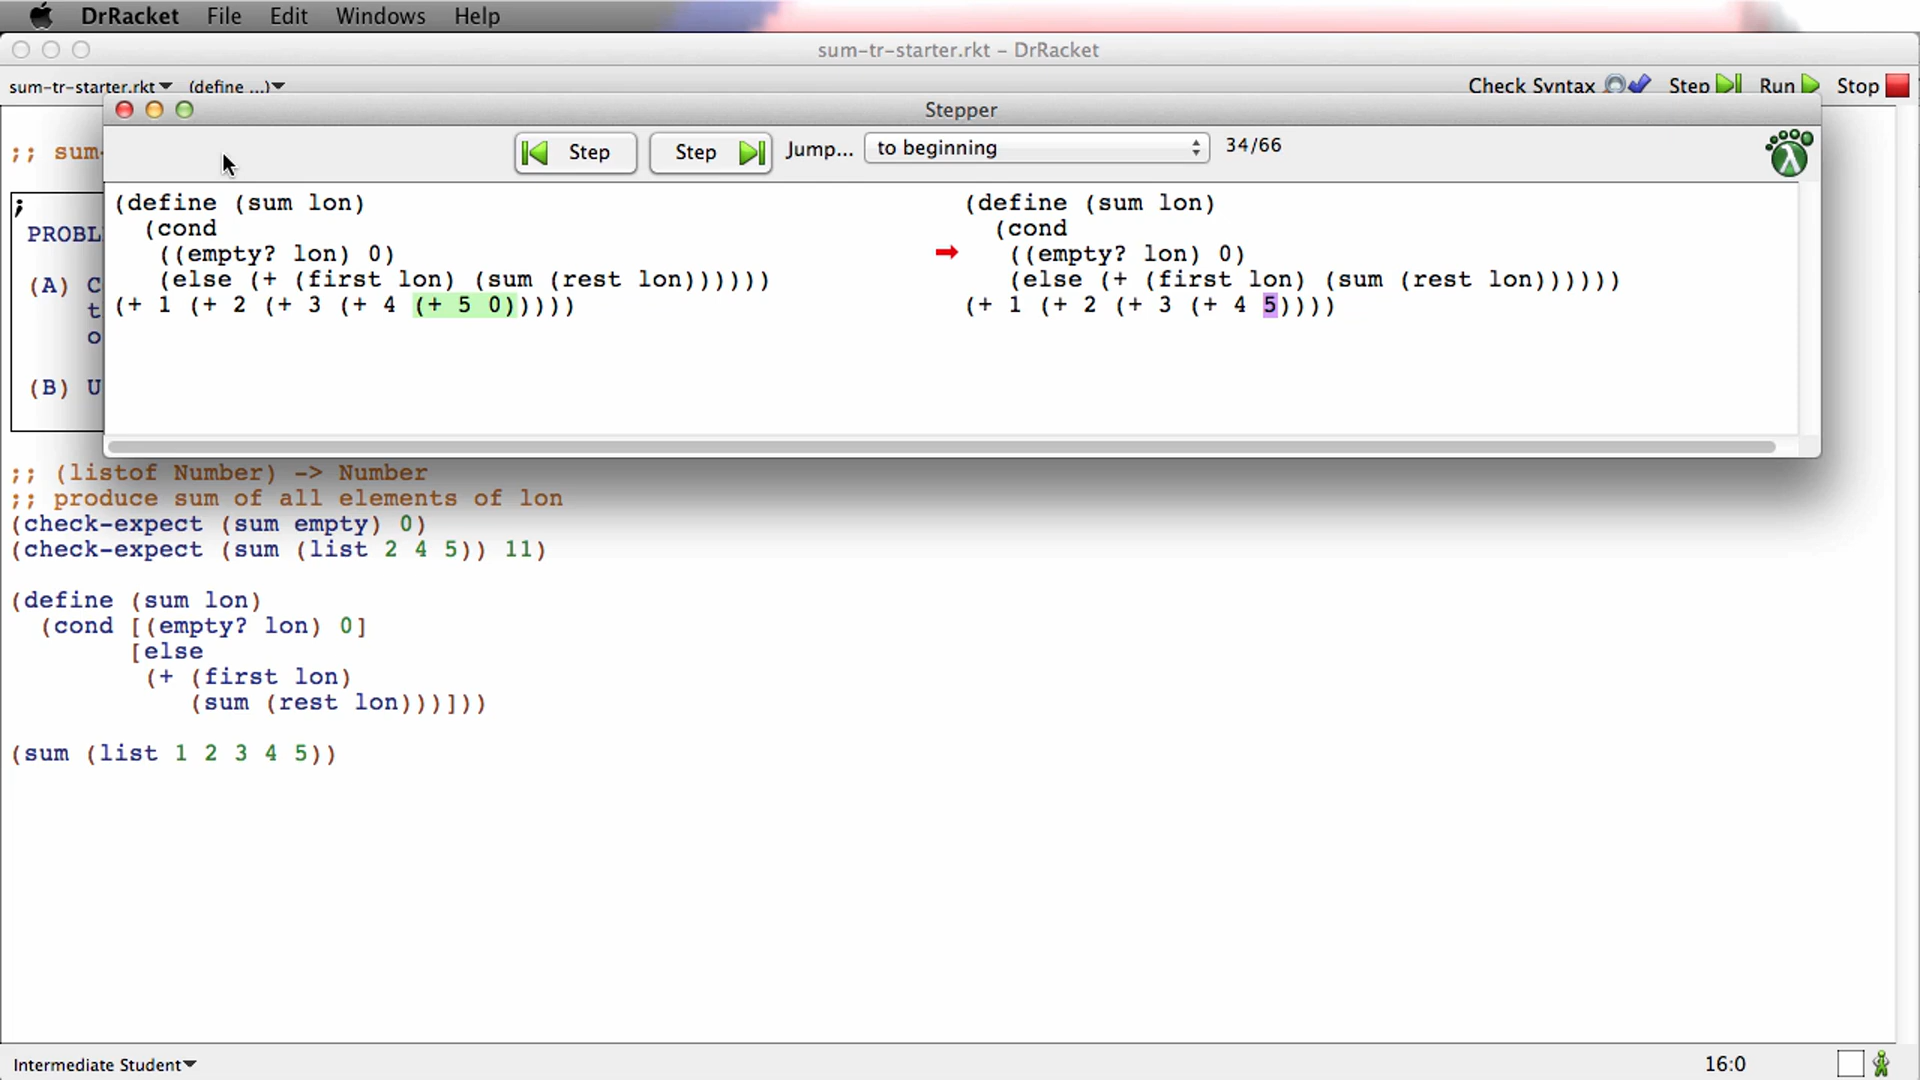 DrRacket File Edit Windows Help
sum-tr-starter.rkt – DrRacket
sum-tr-starter.rkt (define ...) Check Syntax Step Run Stop
Stepper
;; sum-
Step Step Jump... to beginning 34/66
(define (sum lon)
(cond
((empty? lon) 0)
(else (+ (first lon) (sum (rest lon))))))
(+ 1 (+ 2 (+ 3 (+ 4 (+ 5 0)))))
(define (sum lon)
(cond
((empty? lon) 0)
(else (+ (first lon) (sum (rest lon))))))
(+ 1 (+ 2 (+ 3 (+ 4 5))))
;
PROBL
(A) C
t
o
(B) U
;; (listof Number) -> Number
;; produce sum of all elements of lon
(check-expect (sum empty) 0)
(check-expect (sum (list 2 4 5)) 11)
(define (sum lon)
(cond [(empty? lon) 0]
[else
(+ (first lon)
(sum (rest lon)))]))
(sum (list 1 2 3 4 5))
Intermediate Student 16:0